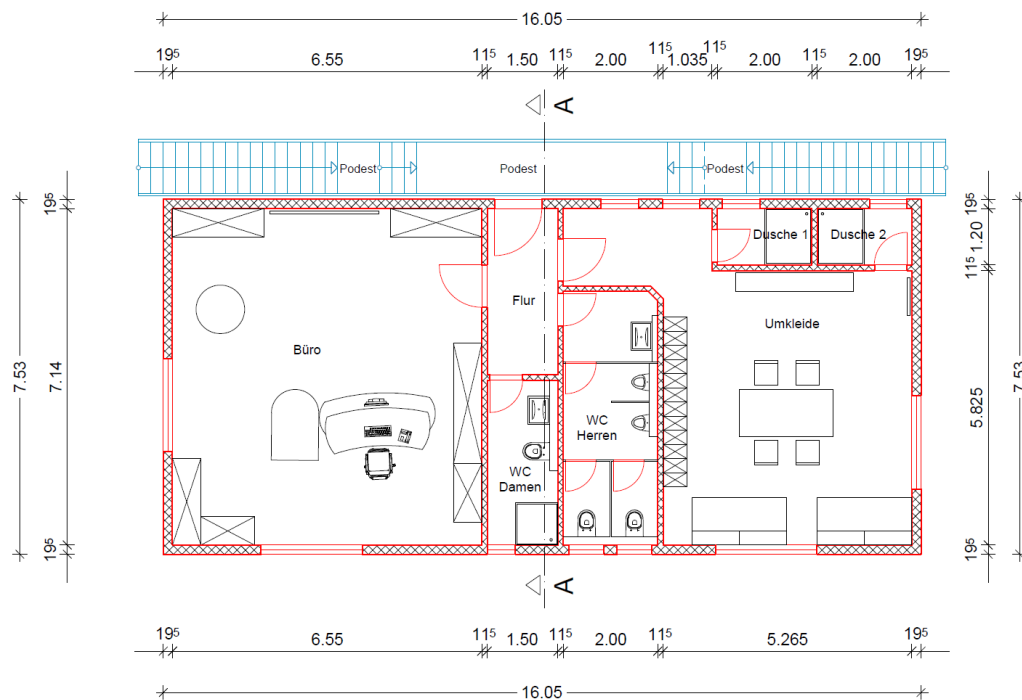 16.05
19⁵ 6.55 11⁵ 1.50 11⁵ 2.00 11⁵ 1.035 11⁵ 2.00 11⁵ 2.00 19⁵
A
Podest Podest Podest
19⁵ 19⁵
Dusche 1 Dusche 2 1.20
11⁵
Flur
Umkleide
Büro
7.53 7.14 5.825 7.53
WC
Herren
WC
Damen
19⁵ 19⁵
A
19⁵ 6.55 11⁵ 1.50 11⁵ 2.00 11⁵ 5.265 19⁵
16.05